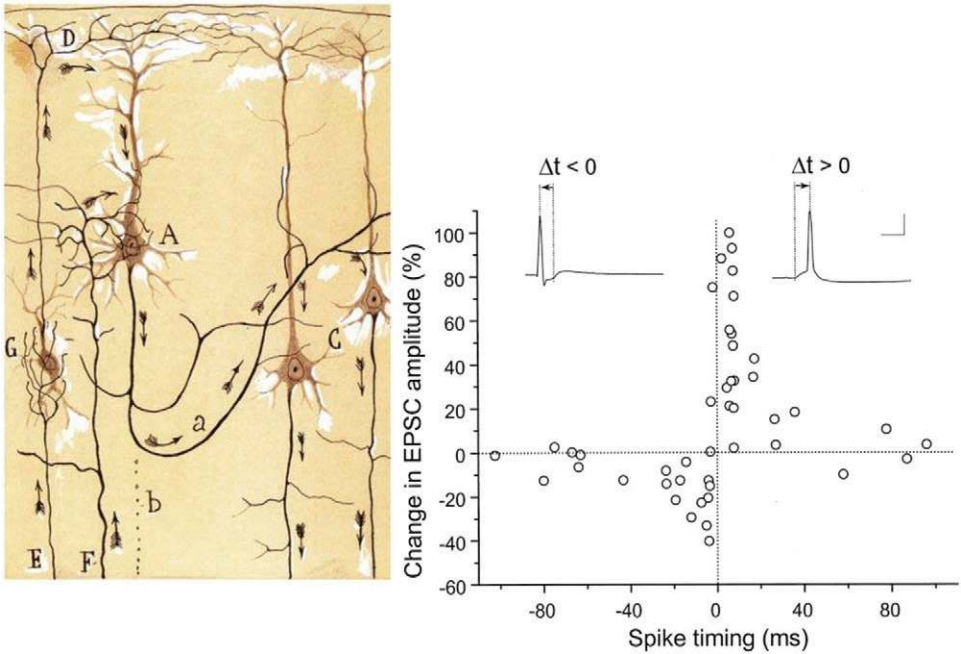 D
A
G
C
a
b
E
F
Δt < 0
Δt > 0
Change in EPSC amplitude (%)
100
80
60
40
20
0
-20
-40
-60
-80
-40
0
40
80
Spike timing (ms)